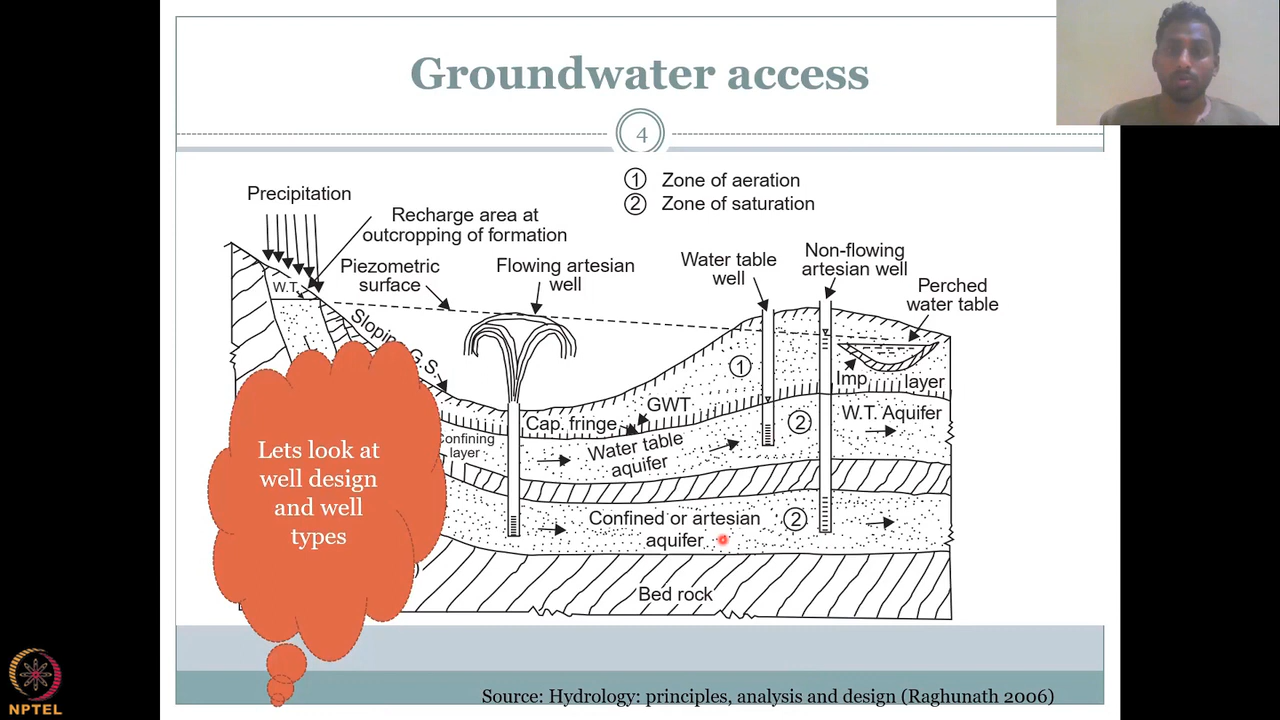 Groundwater access
4
Precipitation
① Zone of aeration
② Zone of saturation
Recharge area at
outcropping of formation
Piezometric
surface
Flowing artesian
well
Water table
well
Non-flowing
artesian well
Perched
water table
W.T.
Sloping G.S.
①
Imp. layer
GWT
Cap. fringe
W.T. Aquifer
②
Confining
layer
Water table
aquifer
Lets look at
well design
and well
types
Confined or artesian
aquifer
②
)
Bed rock
NPTEL
Source: Hydrology: principles, analysis and design (Raghunath 2006)